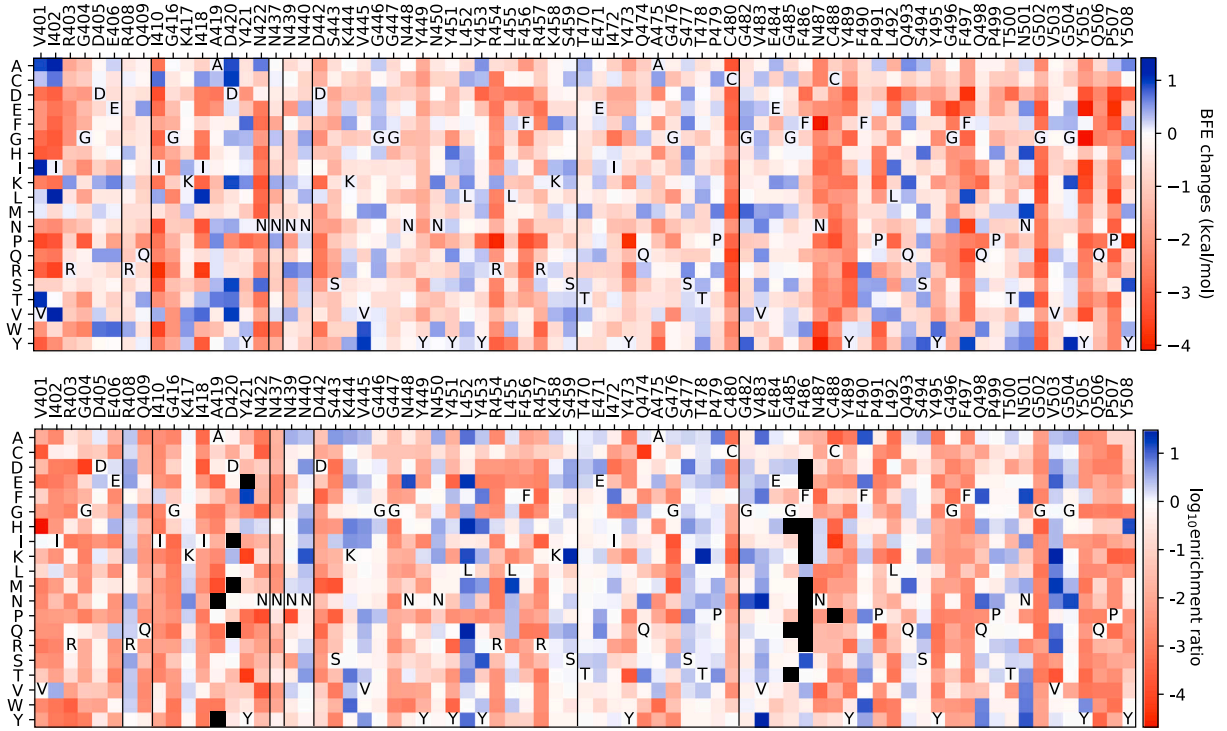 V401 I402 R403 G404 D405 E406 R408 Q409 I410 G416 K417 I418 A419 D420 Y421 N422 N437 N439 N440 D442 S443 K444 V445 G446 G447 N448 Y449 N450 Y451 L452 Y453 R454 L455 F456 R457 K458 S459 T470 E471 I472 Y473 Q474 A475 G476 S477 T478 P479 C480 G482 V483 E484 G485 F486 N487 C488 Y489 F490 P491 L492 Q493 S494 Y495 G496 F497 Q498 P499 T500 N501 G502 V503 G504 Y505 Q506 P507 Y508
A A A
C C C
D D D D
E E E E
F F F F F
G G G G G G G G G G G
H
I I I I I
K K K K
L L L L
M
N N N N N N N N N
P P P P P
Q Q Q Q Q Q
R R R R R
S S S S S
T T T T
V V V V V
W
Y Y Y Y Y Y Y Y Y Y
1
0
−1
−2
−3
−4
BFE changes (kcal/mol)
V401 I402 R403 G404 D405 E406 R408 Q409 I410 G416 K417 I418 A419 D420 Y421 N422 N437 N439 N440 D442 S443 K444 V445 G446 G447 N448 Y449 N450 Y451 L452 Y453 R454 L455 F456 R457 K458 S459 T470 E471 I472 Y473 Q474 A475 G476 S477 T478 P479 C480 G482 V483 E484 G485 F486 N487 C488 Y489 F490 P491 L492 Q493 S494 Y495 G496 F497 Q498 P499 T500 N501 G502 V503 G504 Y505 Q506 P507 Y508
A A A
C C C
D D D D
E E E E
F F F F F
G G G G G G G G G G G
H
I I I I I
K K K K
L L L L
M
N N N N N N N N N
P P P P P
Q Q Q Q Q Q
R R R R R
S S S S S
T T T T
V V V V V
W
Y Y Y Y Y Y Y Y Y Y
1
0
-1
-2
-3
-4
log10enrichment ratio